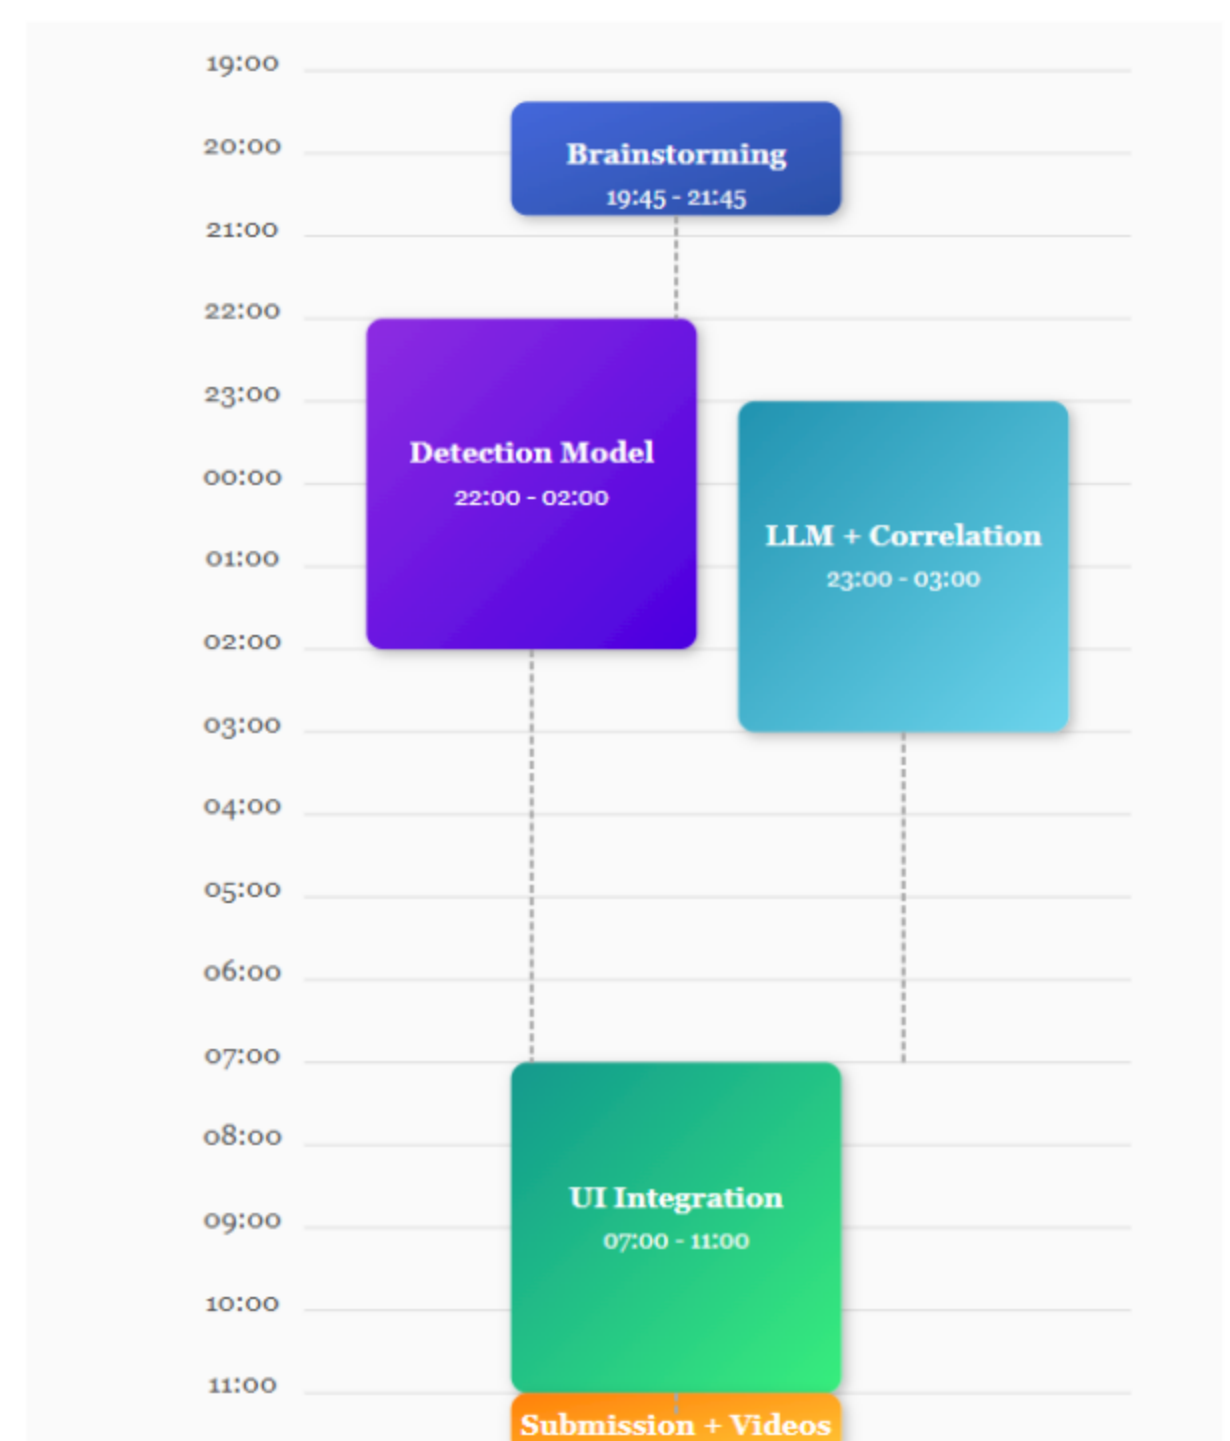 19:00
Brainstorming
20:00
19:45 - 21:45
21:00
22:00
23:00
Detection Model
00:00
22:00 - 02:00
LLM + Correlation
01:00
23:00 - 03:00
02:00
03:00
04:00
05:00
06:00
07:00
08:00
UI Integration
09:00
07:00 - 11:00
10:00
11:00
Submission + Videos